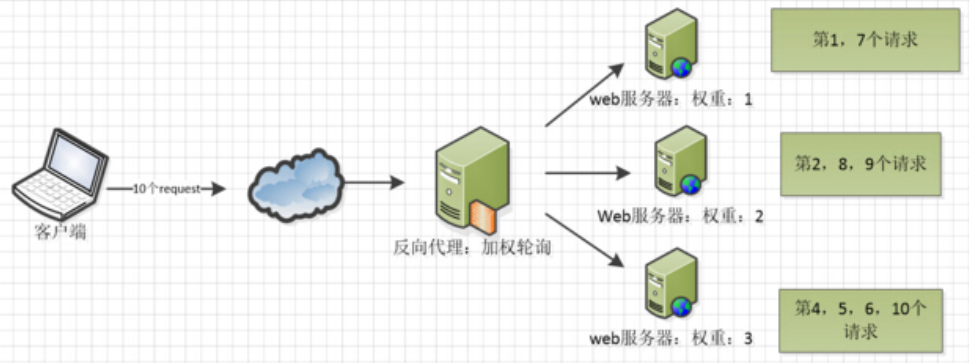 第1，7个请求
web服务器：权重：1
第2，8，9个请求
10个request
Web服务器：权重：2
客户端
反向代理：加权轮询
第4，5，6，10个
请求
web服务器：权重：3